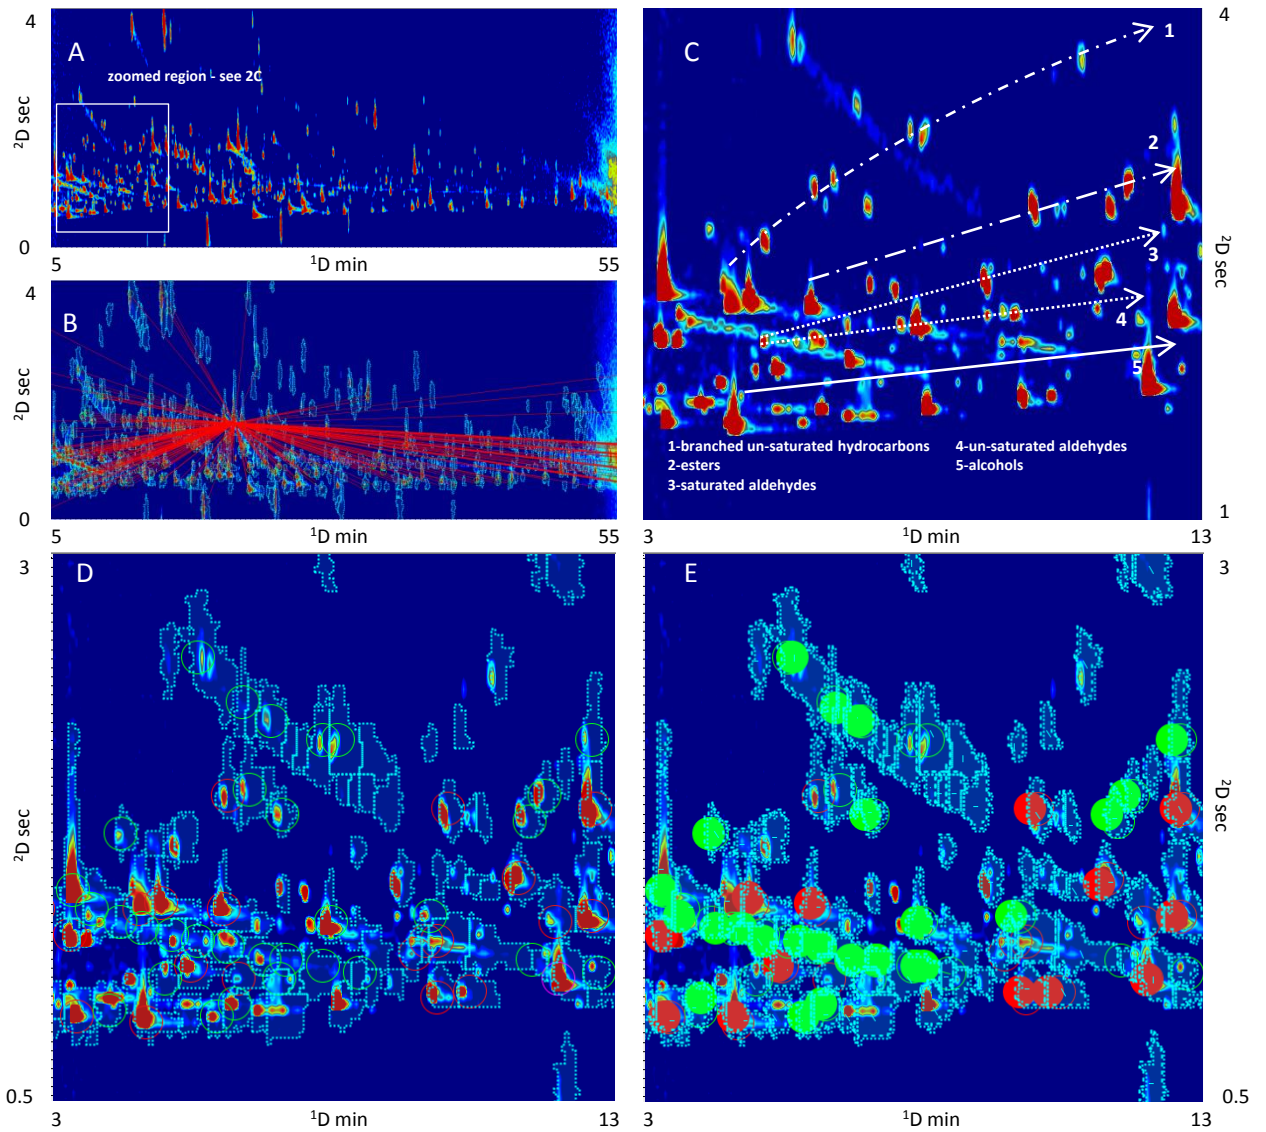 A
4
²D sec
0
zoomed region - see 2C
5
¹D min
55
B
4
²D sec
0
5
¹D min
55
C
4
1
2
3
4
5
²D sec
1-branched un-saturated hydrocarbons
2-esters
3-saturated aldehydes
4-un-saturated aldehydes
5-alcohols
1
3
¹D min
13
D
3
²D sec
0.5
3
¹D min
13
E
3
²D sec
0.5
3
¹D min
13